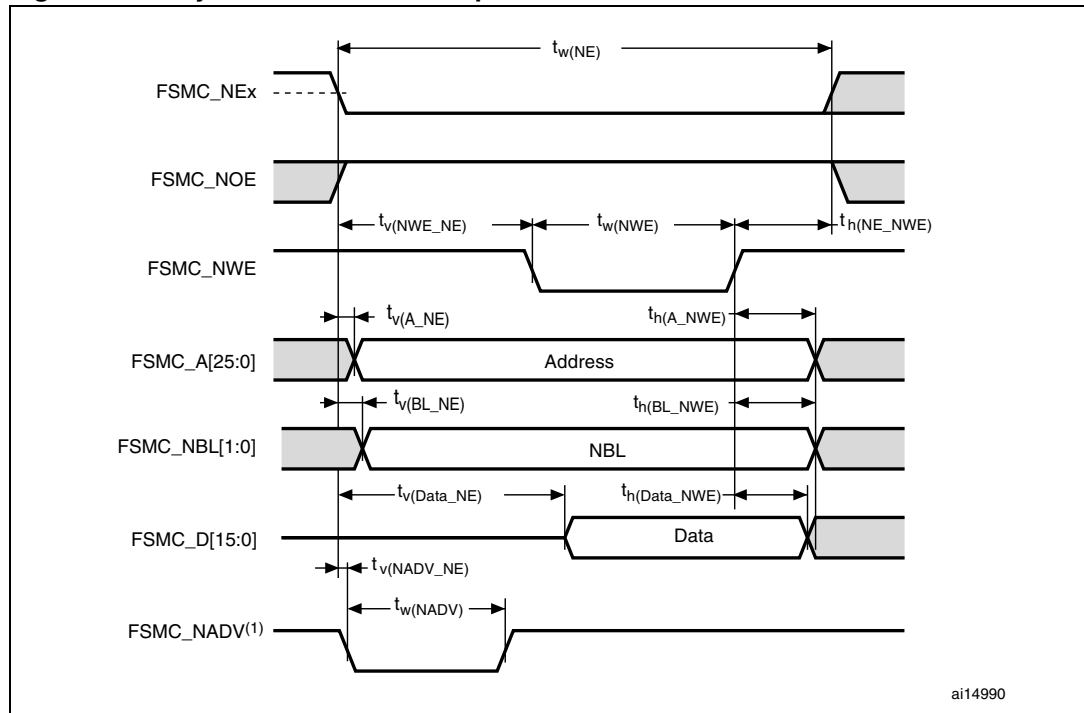 tw(NE)
FSMC_NEx
FSMC_NOE
tv(NWE_NE)
tw(NWE)
th(NE_NWE)
FSMC_NWE
tv(A_NE)
th(A_NWE)
FSMC_A[25:0]
Address
tv(BL_NE)
th(BL_NWE)
FSMC_NBL[1:0]
NBL
tv(Data_NE)
th(Data_NWE)
FSMC_D[15:0]
Data
tv(NADV_NE)
tw(NADV)
FSMC_NADV(1)
ai14990